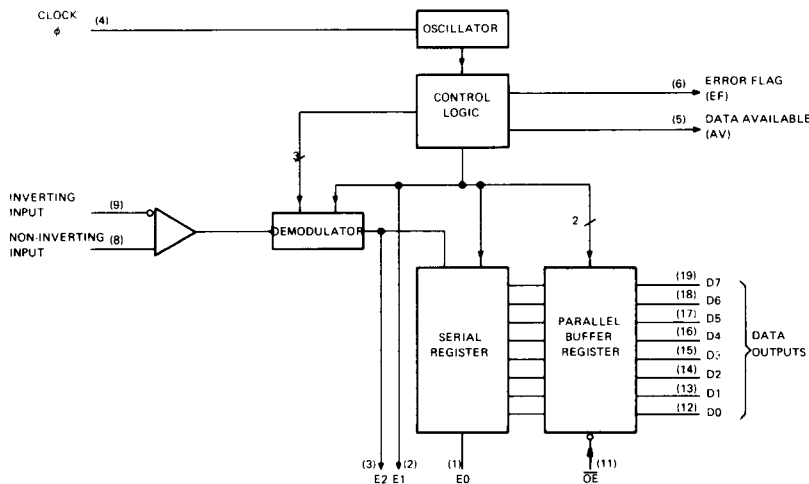 CLOCK
ϕ
(4)
OSCILLATOR
CONTROL
LOGIC
(6)
ERROR FLAG
(EF)
(5)
DATA AVAILABLE
(AV)
3
INVERTING
INPUT
(9)
NON-INVERTING
INPUT
(8)
DEMODULATOR
2
SERIAL
REGISTER
PARALLEL
BUFFER
REGISTER
(19) D7
(18) D6
(17) D5
(16) D4
(15) D3
(14) D2
(13) D1
(12) D0
DATA
OUTPUTS
(3) (2) (1) (11)
E2 E1 E0 O̅E̅